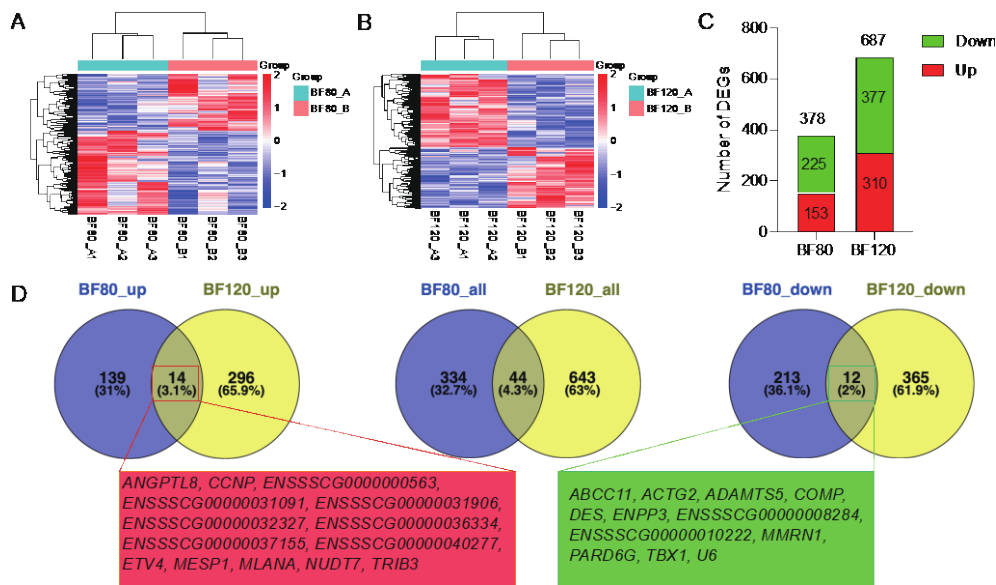 A
Group
BF80_A
BF80_B
2
1
0
−1
−2
BF80_A1
BF80_A2
BF80_A3
BF80_B1
BF80_B2
BF80_B3
B
Group
BF120_A
BF120_B
2
1
0
−1
−2
BF120_A3
BF120_A1
BF120_A2
BF120_B1
BF120_B2
BF120_B3
C
Number of DEGs
800
600
400
200
0
378
225
153
687
377
310
BF80
BF120
Down
Up
D
BF80_up
BF120_up
139
(31%)
14
(3.1%)
296
(65.9%)
BF80_all
BF120_all
334
(32.7%)
44
(4.3%)
643
(63%)
BF80_down
BF120_down
213
(36.1%)
12
(2%)
365
(61.9%)
ANGPTL8, CCNP, ENSSSCG0000000563,
ENSSSCG00000031091, ENSSSCG00000031906,
ENSSSCG00000032327, ENSSSCG00000036334,
ENSSSCG00000037155, ENSSSCG00000040277,
ETV4, MESP1, MLANA, NUDT7, TRIB3
ABCC11, ACTG2, ADAMTS5, COMP,
DES, ENPP3, ENSSSCG00000008284,
ENSSSCG00000010222, MMRN1,
PARD6G, TBX1, U6